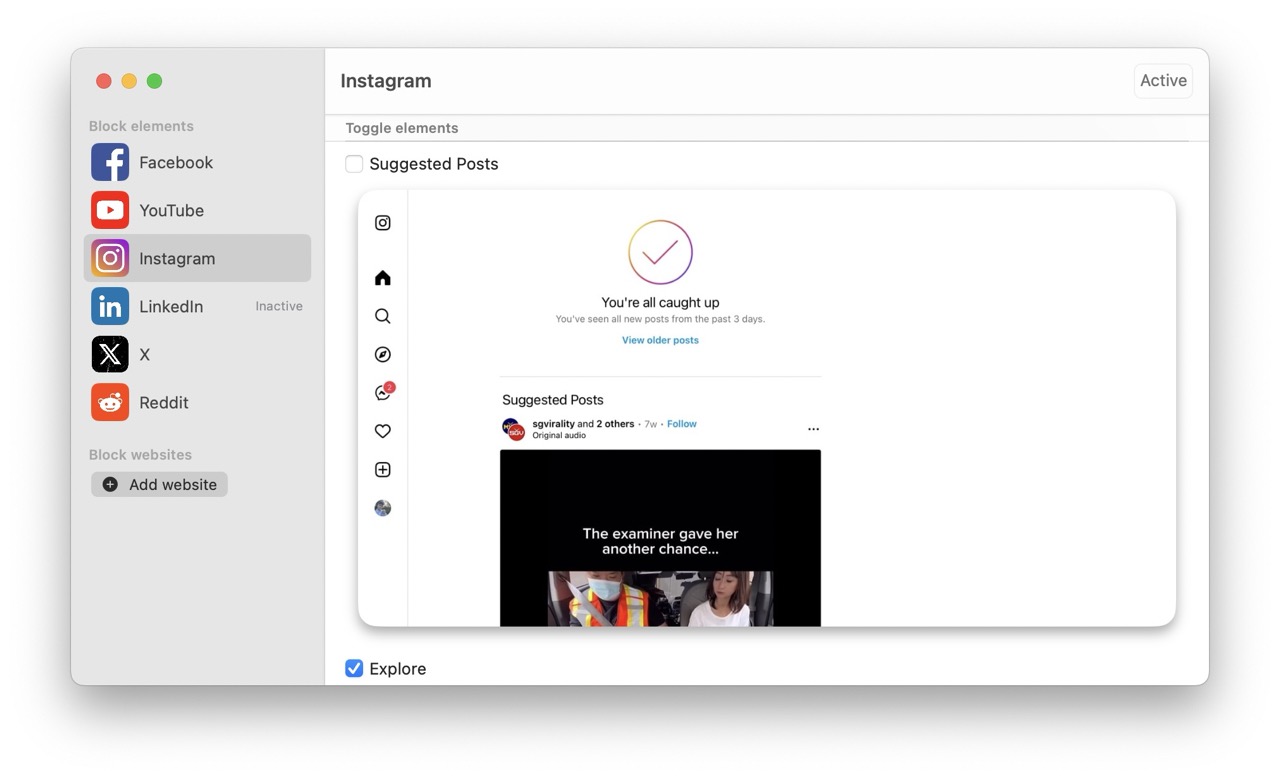 Instagram
Active
Block elements
Facebook
YouTube
Instagram
LinkedIn Inactive
X
Reddit
Block websites
Add website
Toggle elements
Suggested Posts
You're all caught up
You've seen all new posts from the past 3 days.
View older posts
2
Suggested Posts
sgvirality and 2 others • 7w • Follow
Original audio
The examiner gave her
another chance...
Explore